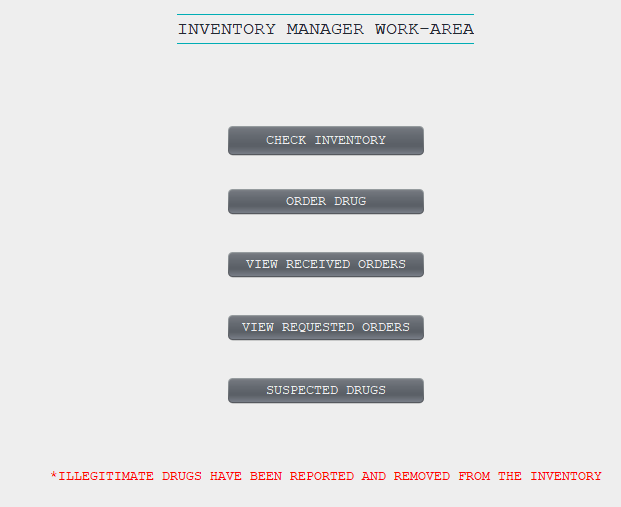 INVENTORY MANAGER WORK-AREA
CHECK INVENTORY
ORDER DRUG
VIEW RECEIVED ORDERS
VIEW REQUESTED ORDERS
SUSPECTED DRUGS
*ILLEGITIMATE DRUGS HAVE BEEN REPORTED AND REMOVED FROM THE INVENTORY